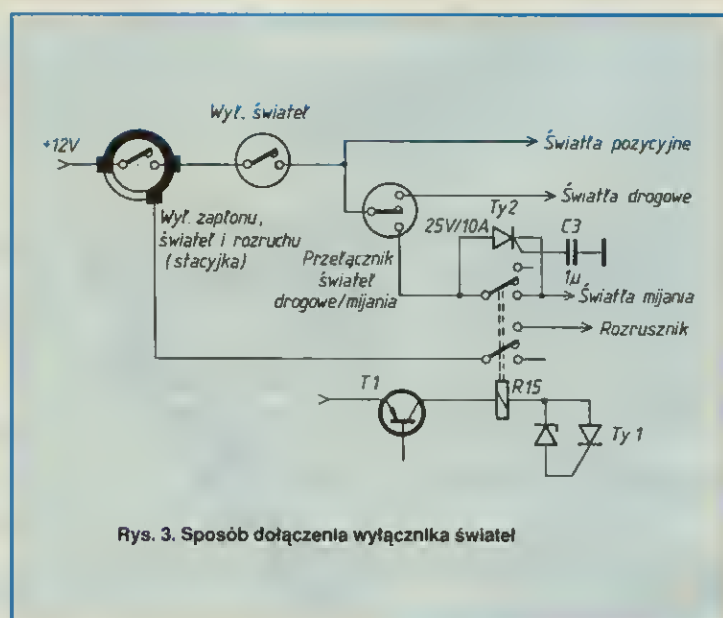 Wył. świateł
+12V
Światła pozycyjne
Światła drogowe
Ty2
25V/10A
C3
Wył. zapłonu,
świateł i rozruchu
(stacyjka)
Przełącznik
świateł
drogowe/mijania
1µ
Światła mijania
Rozrusznik
T1
R15
Ty 1
Rys. 3. Sposób dołączenia wyłącznika świateł